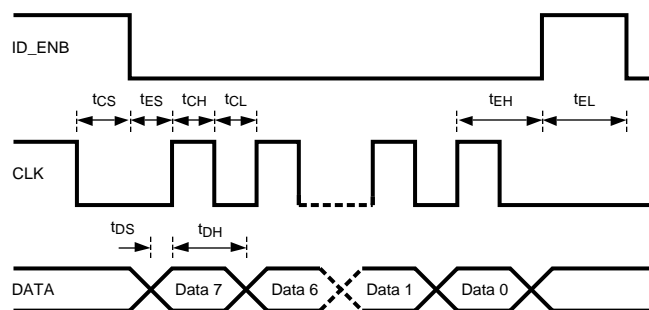 ID_ENB
tCS tES tCH tCL tEH tEL
CLK
tDS tDH
DATA Data 7 Data 6 Data 1 Data 0